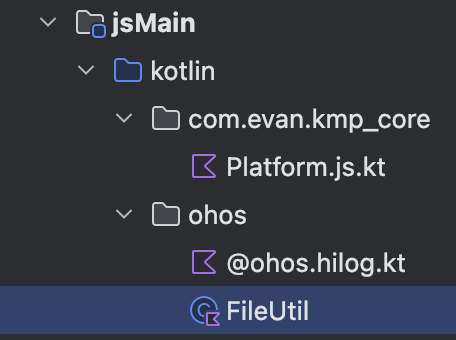 jsMain
kotlin
com.evan.kmp_core
Platform.js.kt
ohos
@ohos.hilog.kt
FileUtil